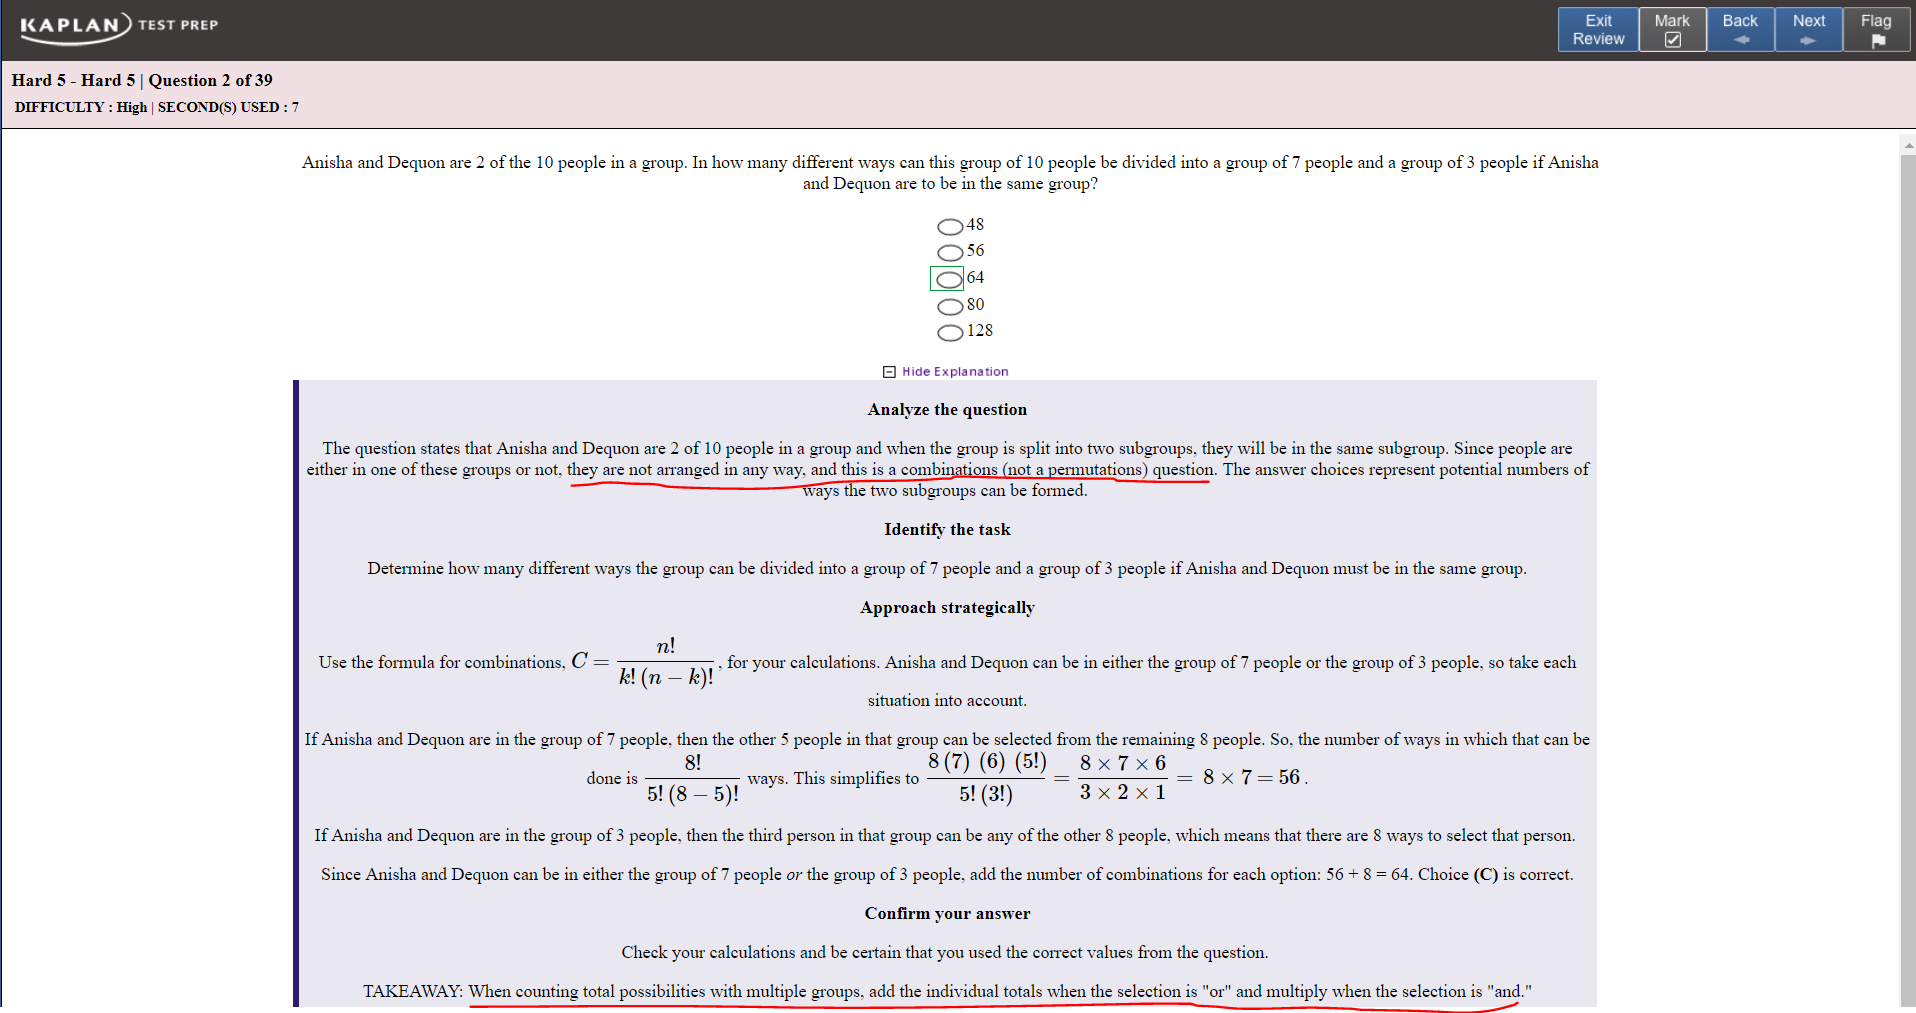 KAPLAN TEST PREP
Exit Review
Mark
Back
Next
Flag
Hard 5 - Hard 5 | Question 2 of 39
DIFFICULTY : High | SECOND(S) USED : 7
Anisha and Dequon are 2 of the 10 people in a group. In how many different ways can this group of 10 people be divided into a group of 7 people and a group of 3 people if Anisha
and Dequon are to be in the same group?
48
56
64
80
128
Hide Explanation
Analyze the question
The question states that Anisha and Dequon are 2 of 10 people in a group and when the group is split into two subgroups, they will be in the same subgroup. Since people are
either in one of these groups or not, they are not arranged in any way, and this is a combinations (not a permutations) question. The answer choices represent potential numbers of
ways the two subgroups can be formed.
Identify the task
Determine how many different ways the group can be divided into a group of 7 people and a group of 3 people if Anisha and Dequon must be in the same group.
Approach strategically
Use the formula for combinations, C = n! / k! (n − k)! , for your calculations. Anisha and Dequon can be in either the group of 7 people or the group of 3 people, so take each
situation into account.
If Anisha and Dequon are in the group of 7 people, then the other 5 people in that group can be selected from the remaining 8 people. So, the number of ways in which that can be
done is 8! / 5! (8 − 5)! ways. This simplifies to 8 (7) (6) (5!) / 5! (3!) = 8 × 7 × 6 / 3 × 2 × 1 = 8 × 7 = 56 .
If Anisha and Dequon are in the group of 3 people, then the third person in that group can be any of the other 8 people, which means that there are 8 ways to select that person.
Since Anisha and Dequon can be in either the group of 7 people or the group of 3 people, add the number of combinations for each option: 56 + 8 = 64. Choice (C) is correct.
Confirm your answer
Check your calculations and be certain that you used the correct values from the question.
TAKEAWAY: When counting total possibilities with multiple groups, add the individual totals when the selection is "or" and multiply when the selection is "and."